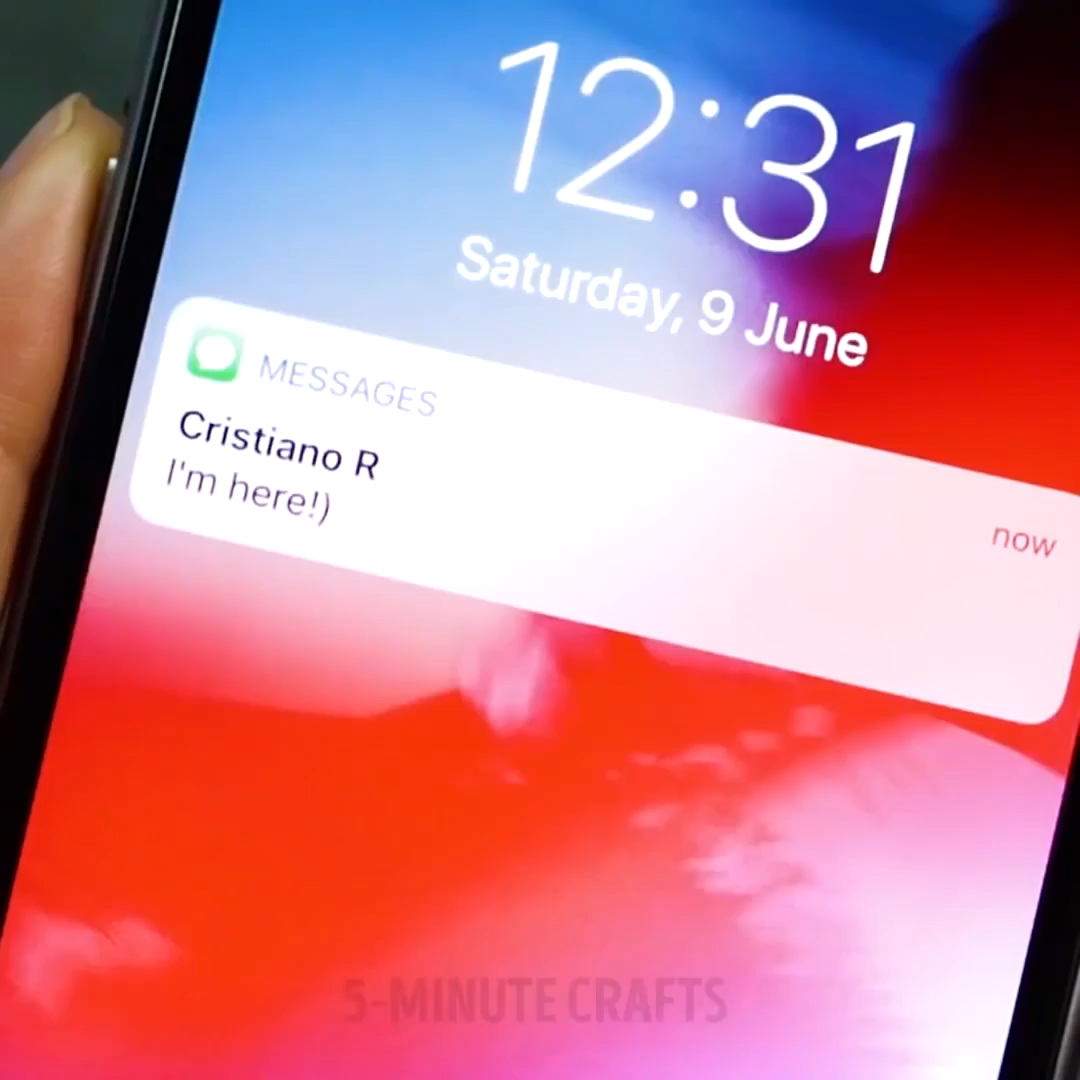 12:31
Saturday, 9 June
MESSAGES
now
Cristiano R
I'm here!)
5-MINUTE CRAFTS